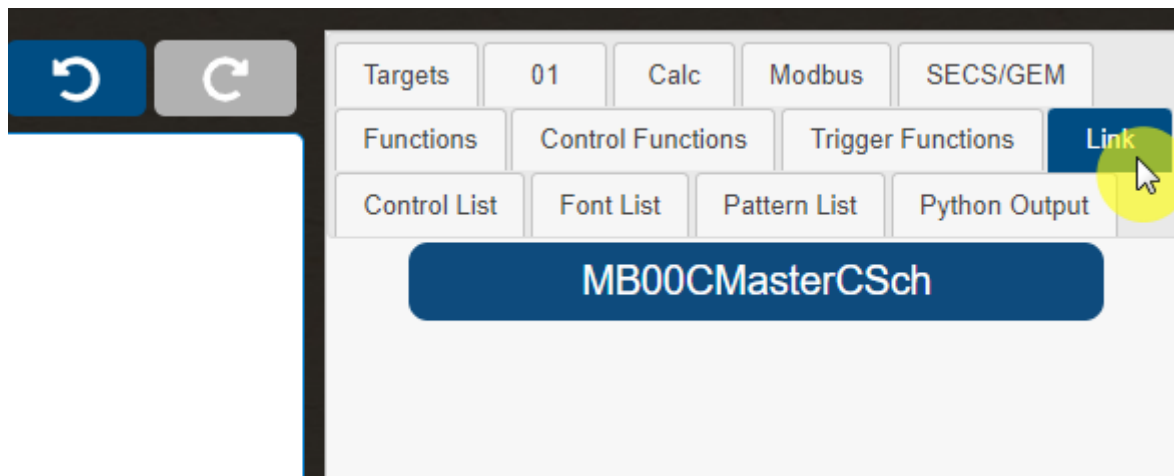 Targets 01 Calc Modbus SECS/GEM
Functions Control Functions Trigger Functions Link
Control List Font List Pattern List Python Output
MB00CMasterCSch